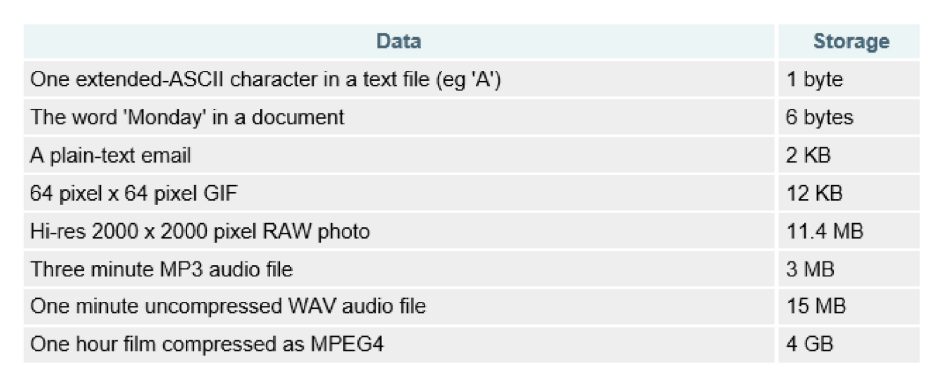 Data Storage
One extended-ASCII character in a text file (eg 'A') 1 byte
The word 'Monday' in a document 6 bytes
A plain-text email 2 KB
64 pixel x 64 pixel GIF 12 KB
Hi-res 2000 x 2000 pixel RAW photo 11.4 MB
Three minute MP3 audio file 3 MB
One minute uncompressed WAV audio file 15 MB
One hour film compressed as MPEG4 4 GB